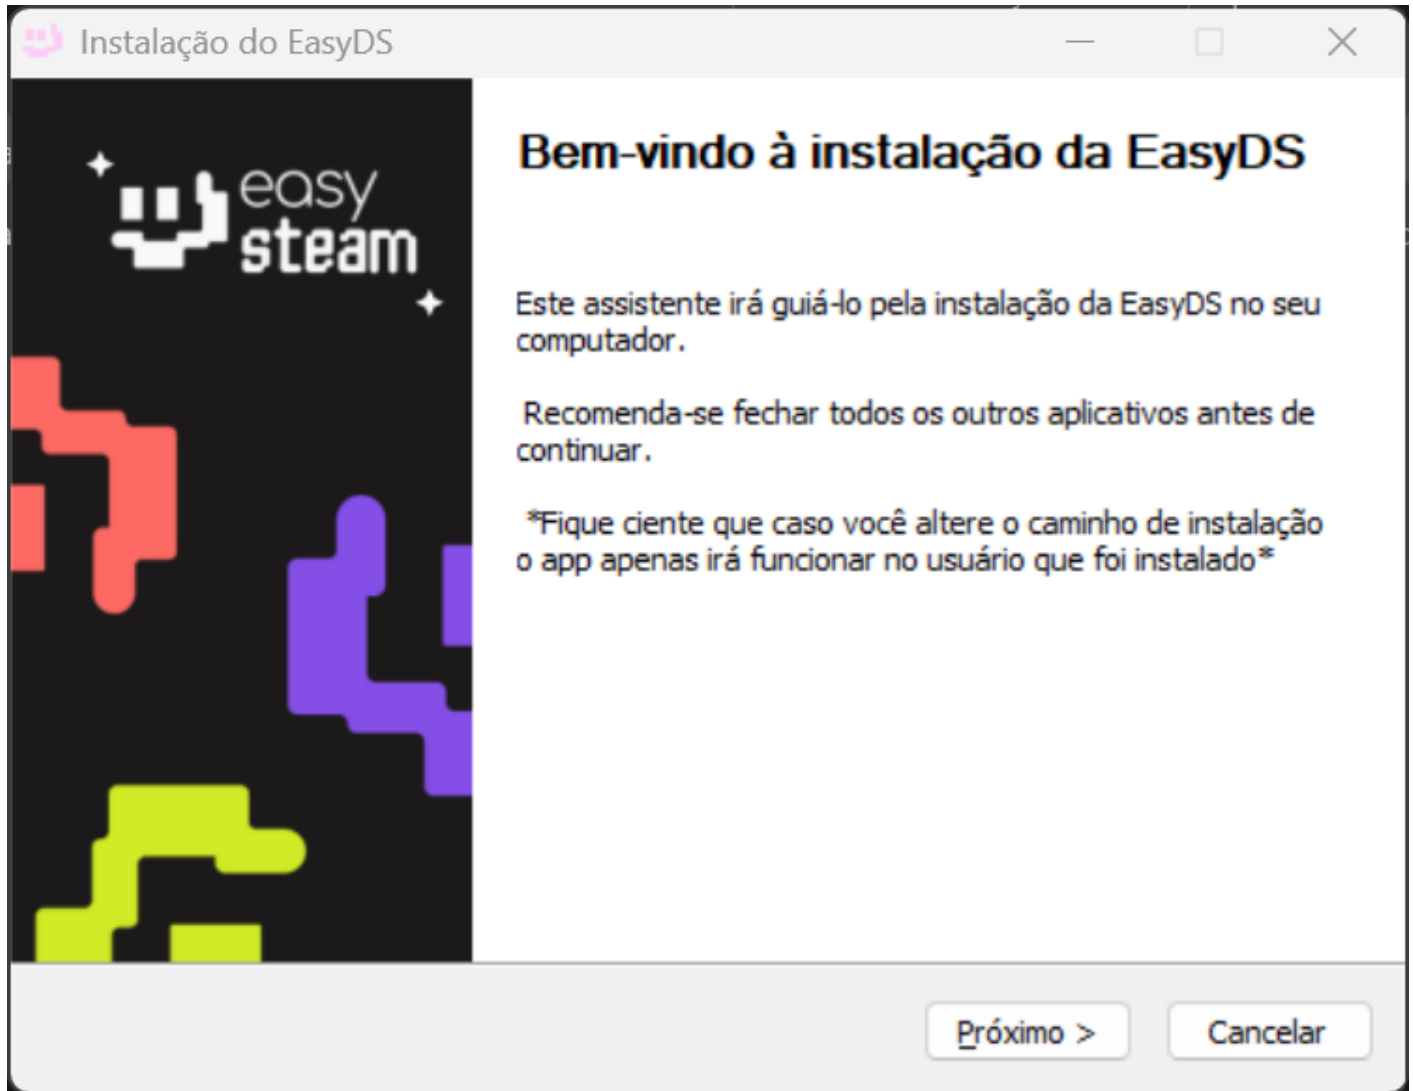 Instalação do EasyDS
easy
steam
Bem-vindo à instalação da EasyDS
Este assistente irá guiá-lo pela instalação da EasyDS no seu
computador.
Recomenda-se fechar todos os outros aplicativos antes de
continuar.
*Fique ciente que caso você altere o caminho de instalação
o app apenas irá funcionar no usuário que foi instalado*
Próximo >
Cancelar